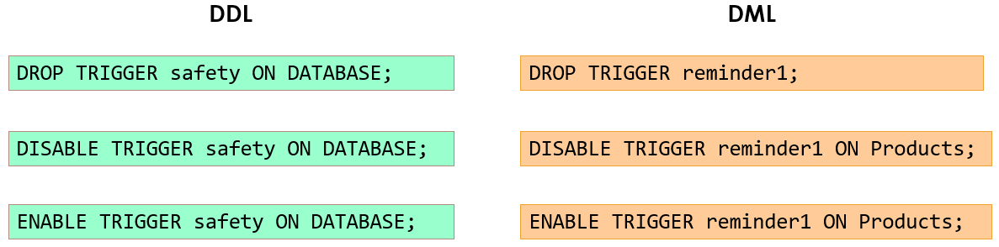 DDL
DML
DROP TRIGGER safety ON DATABASE;
DROP TRIGGER reminder1;
DISABLE TRIGGER safety ON DATABASE;
DISABLE TRIGGER reminder1 ON Products;
ENABLE TRIGGER safety ON DATABASE;
ENABLE TRIGGER reminder1 ON Products;